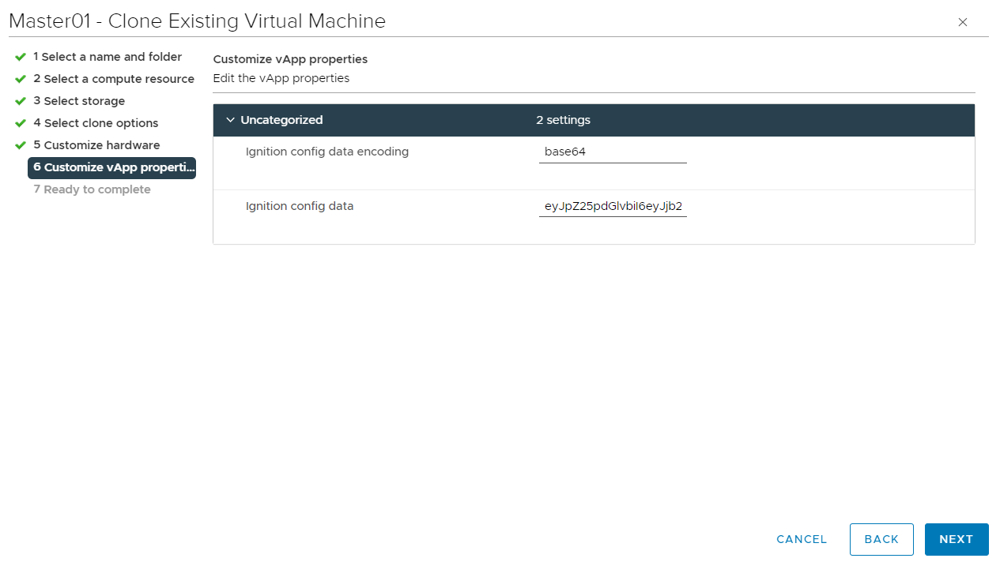 Master01 - Clone Existing Virtual Machine
1 Select a name and folder
2 Select a compute resource
3 Select storage
4 Select clone options
5 Customize hardware
6 Customize vApp properti...
7 Ready to complete
Customize vApp properties
Edit the vApp properties
Uncategorized 2 settings
Ignition config data encoding base64
Ignition config data eyJpZ25pdGlvbiI6eyJjb2
CANCEL BACK NEXT